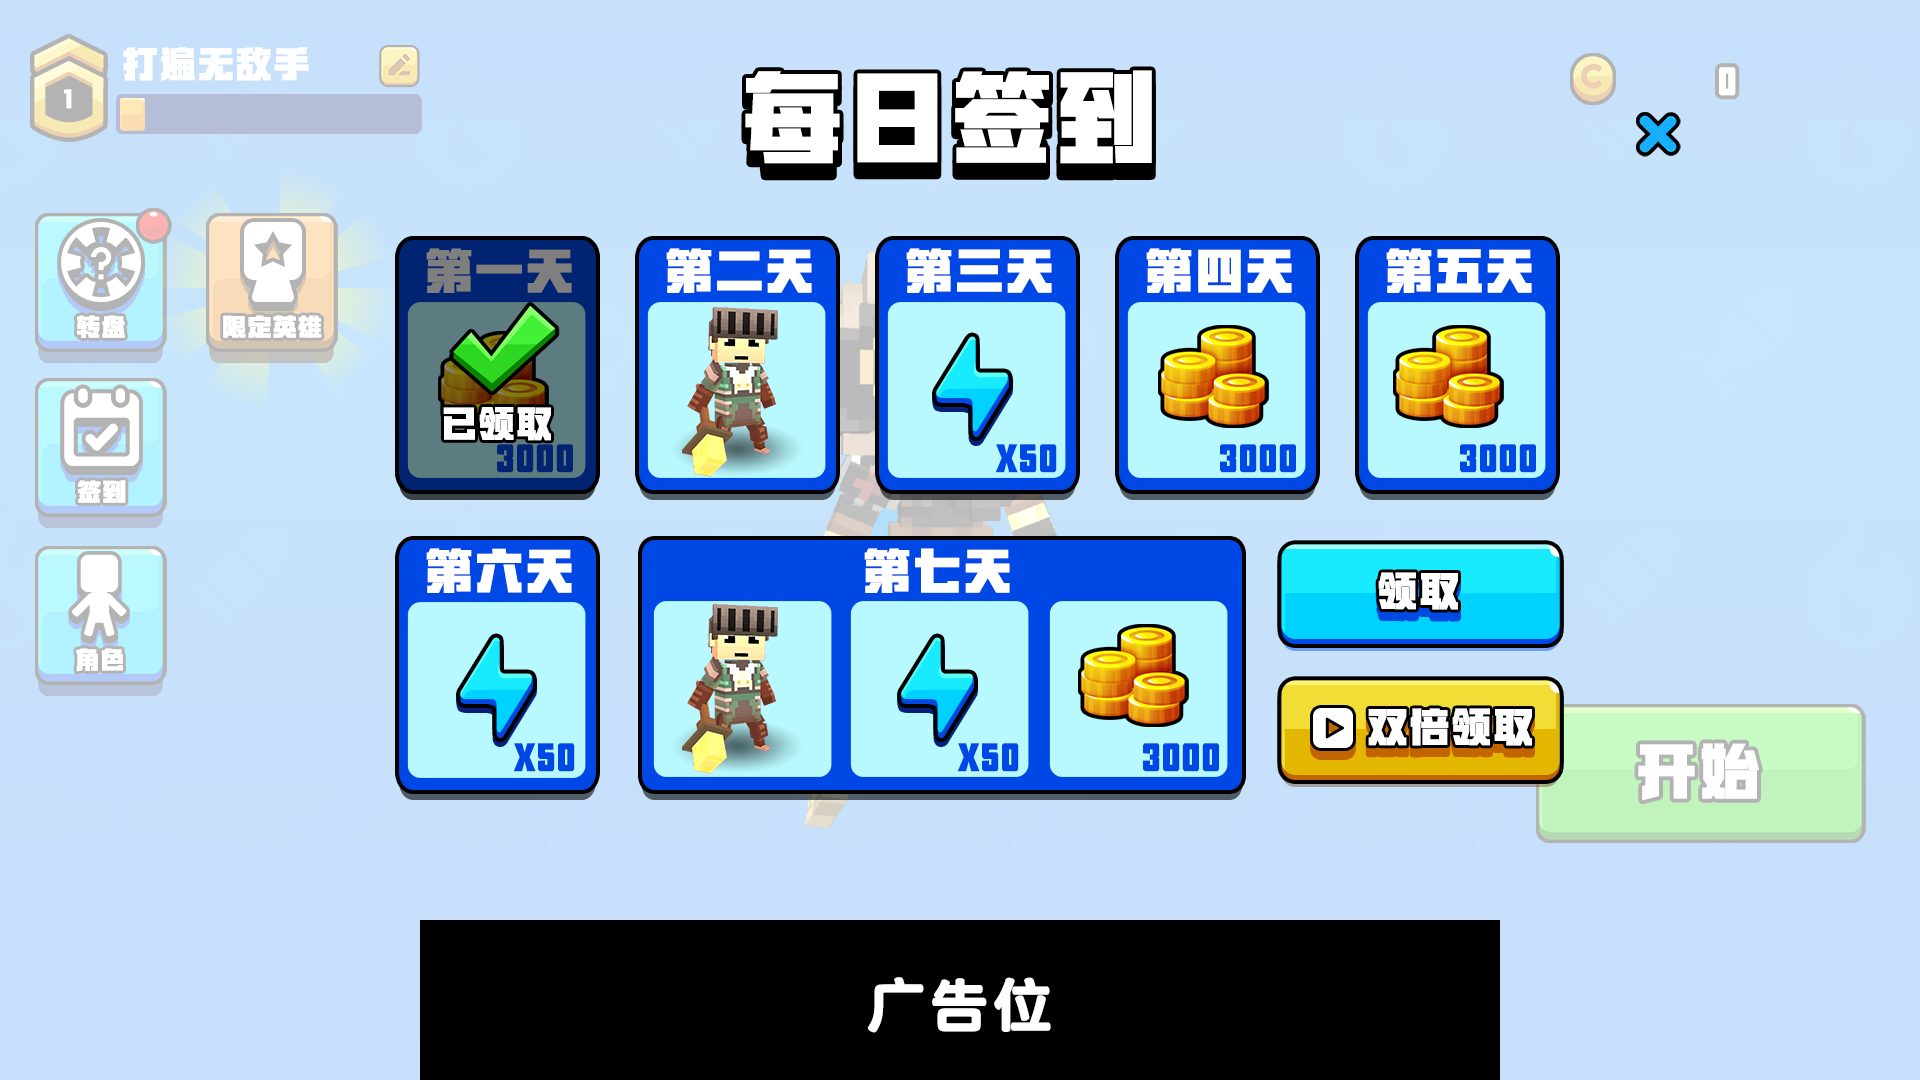 1
打遍无敌手
每日签到
0
转盘
限定英雄
签到
角色
第一天
已领取
3000
第二天
第三天
X50
第四天
3000
第五天
3000
第六天
X50
第七天
X50
3000
领取
双倍领取
开始
广告位